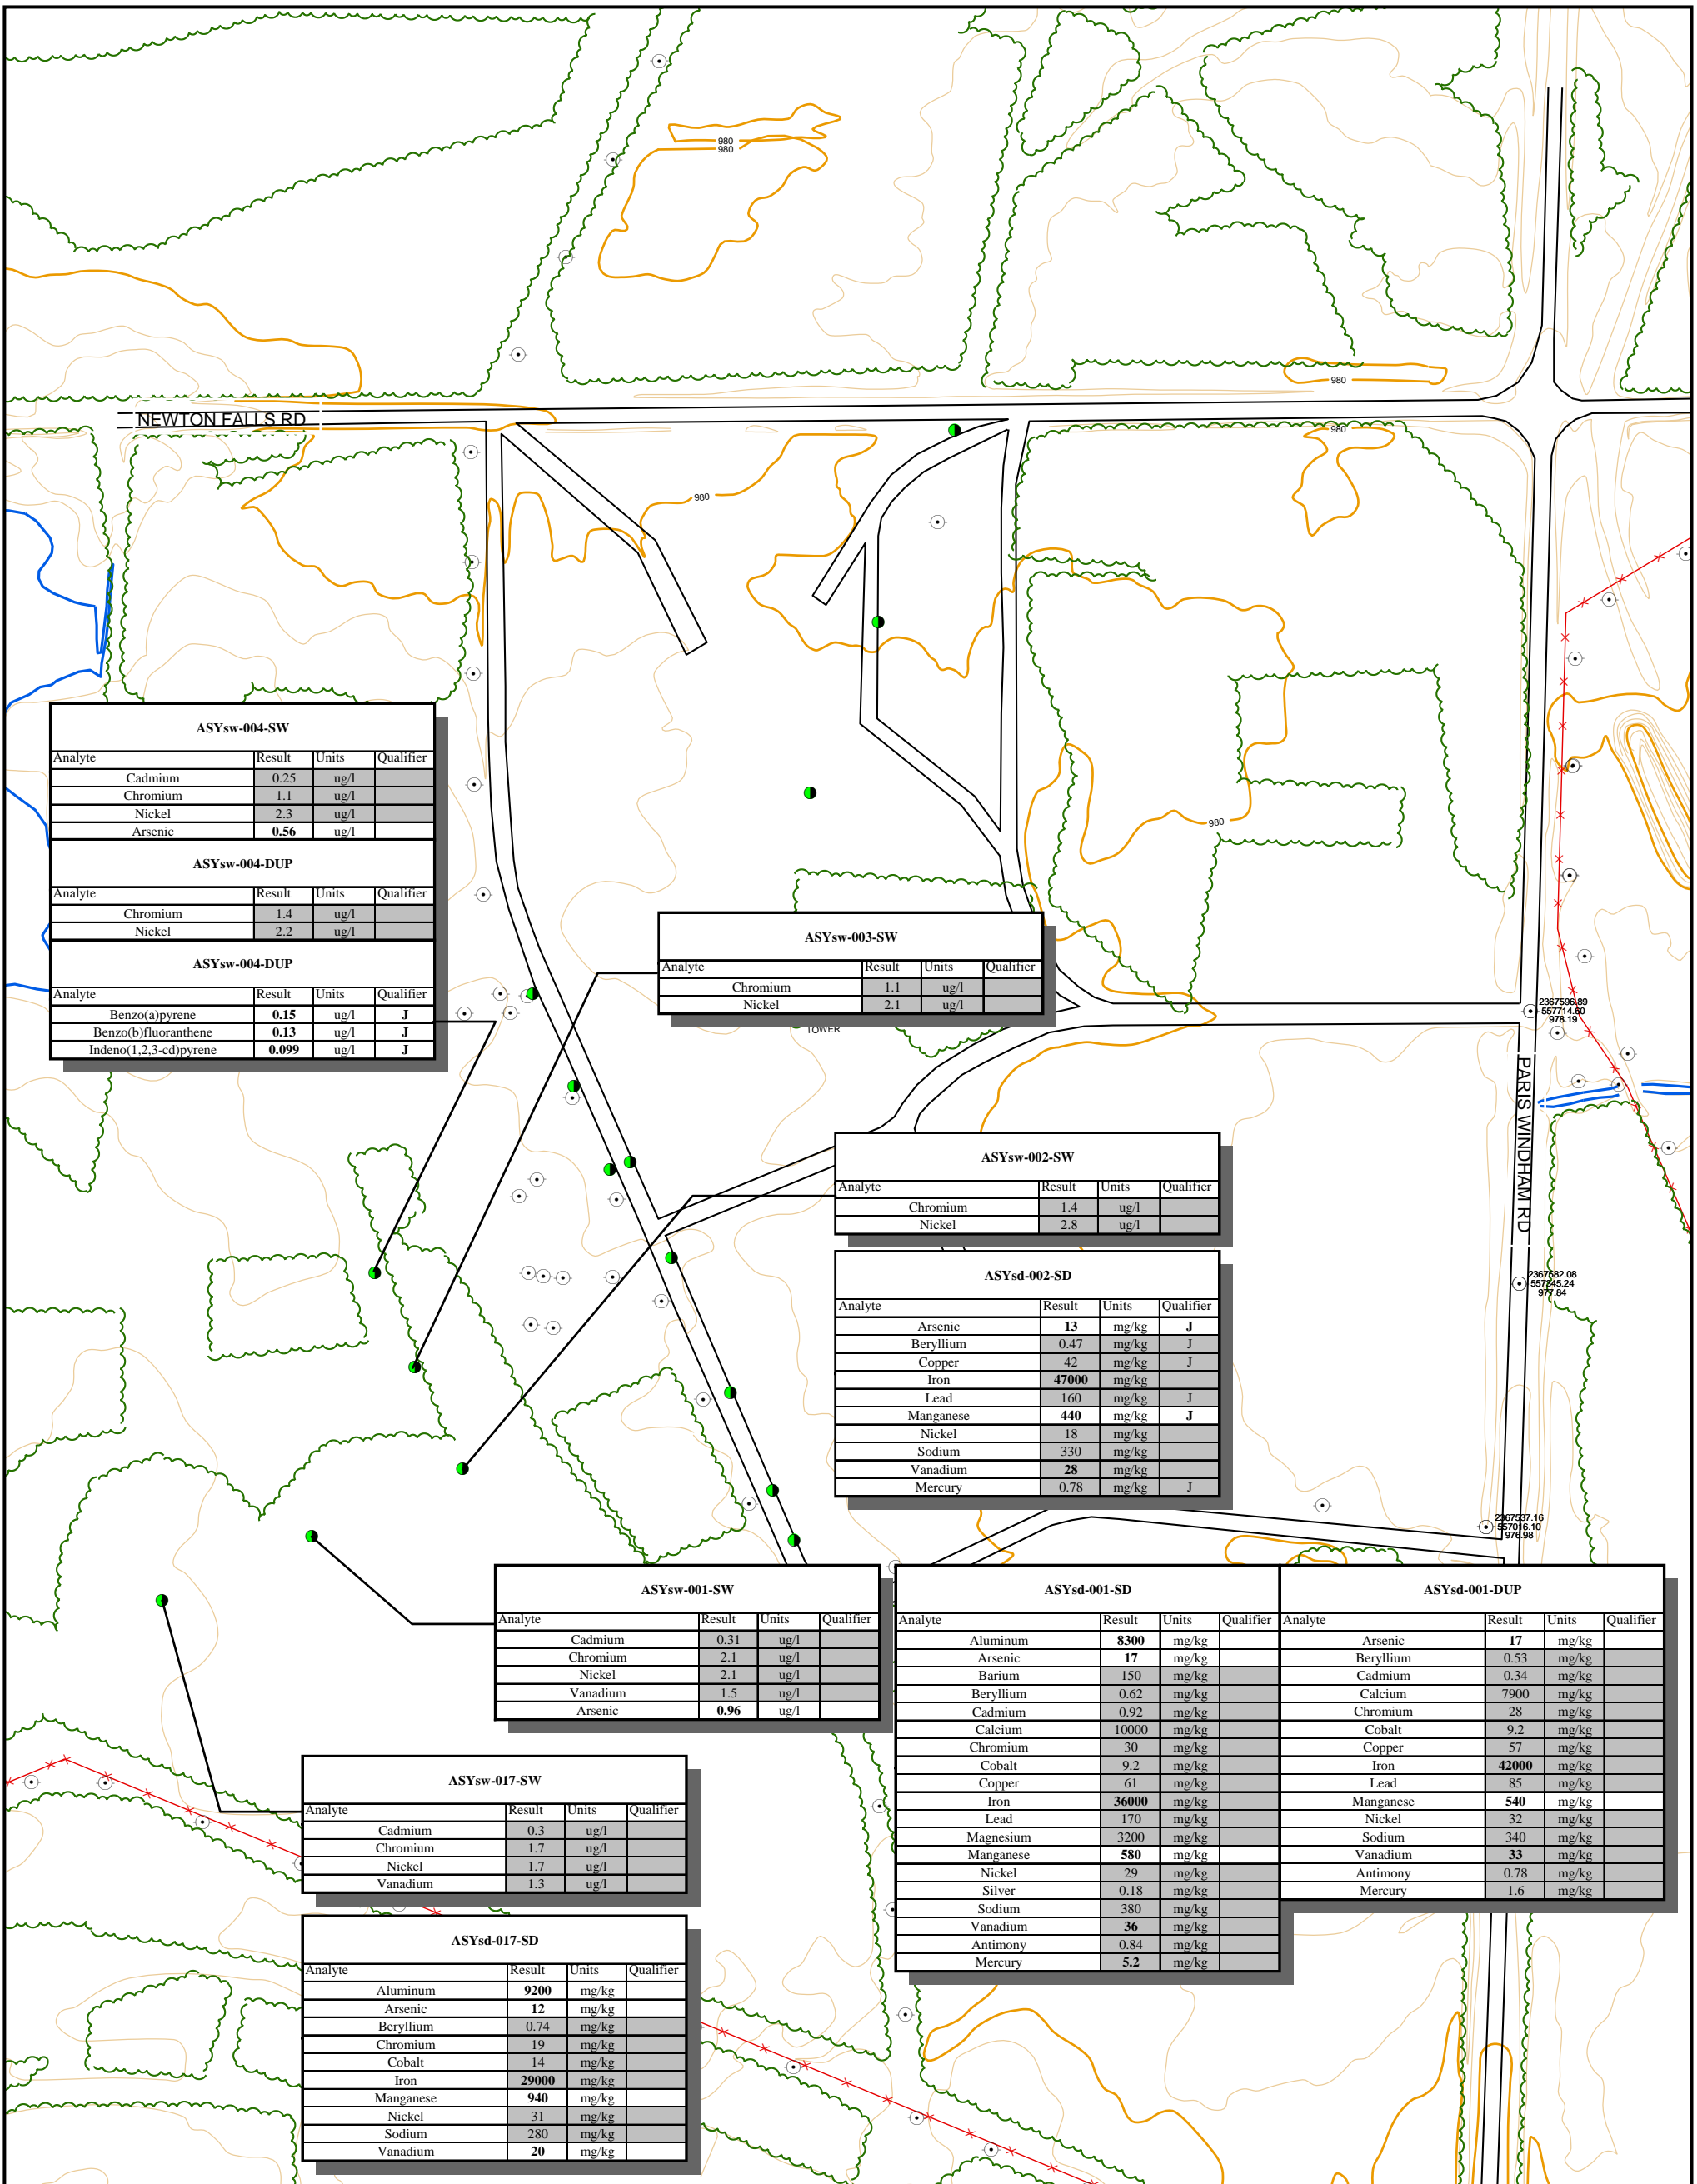 980
980
980
NEWTON FALLS RD
980
980
ASYsw-004-SW
Analyte Result Units Qualifier
Cadmium 0.25 ug/l
Chromium 1.1 ug/l
Nickel 2.3 ug/l
Arsenic 0.56 ug/l
ASYsw-004-DUP
Analyte Result Units Qualifier
Chromium 1.4 ug/l
Nickel 2.2 ug/l
ASYsw-004-DUP
Analyte Result Units Qualifier
Benzo(a)pyrene 0.15 ug/l J
Benzo(b)fluoranthene 0.13 ug/l J
Indeno(1,2,3-cd)pyrene 0.099 ug/l J
980
ASYsw-003-SW
Analyte Result Units Qualifier
Chromium 1.1 ug/l
Nickel 2.1 ug/l
TOWER
2367596.89
557714.60
978.19
PARIS WINDHAM RD
ASYsw-002-SW
Analyte Result Units Qualifier
Chromium 1.4 ug/l
Nickel 2.8 ug/l
ASYsd-002-SD
Analyte Result Units Qualifier
Arsenic 13 mg/kg J
Beryllium 0.47 mg/kg J
Copper 42 mg/kg J
Iron 47000 mg/kg
Lead 160 mg/kg J
Manganese 440 mg/kg J
Nickel 18 mg/kg
Sodium 330 mg/kg
Vanadium 28 mg/kg
Mercury 0.78 mg/kg J
2367582.08
557345.24
977.84
2367537.16
557016.10
976.98
ASYsw-001-SW
Analyte Result Units Qualifier
Cadmium 0.31 ug/l
Chromium 2.1 ug/l
Nickel 2.1 ug/l
Vanadium 1.5 ug/l
Arsenic 0.96 ug/l
ASYsd-001-SD
Analyte Result Units Qualifier
Aluminum 8300 mg/kg
Arsenic 17 mg/kg
Barium 150 mg/kg
Beryllium 0.62 mg/kg
Cadmium 0.92 mg/kg
Calcium 10000 mg/kg
Chromium 30 mg/kg
Cobalt 9.2 mg/kg
Copper 61 mg/kg
Iron 36000 mg/kg
Lead 170 mg/kg
Magnesium 3200 mg/kg
Manganese 580 mg/kg
Nickel 29 mg/kg
Silver 0.18 mg/kg
Sodium 380 mg/kg
Vanadium 36 mg/kg
Antimony 0.84 mg/kg
Mercury 5.2 mg/kg
ASYsd-001-DUP
Analyte Result Units Qualifier
Arsenic 17 mg/kg
Beryllium 0.53 mg/kg
Cadmium 0.34 mg/kg
Calcium 7900 mg/kg
Chromium 28 mg/kg
Cobalt 9.2 mg/kg
Copper 57 mg/kg
Iron 42000 mg/kg
Lead 85 mg/kg
Manganese 540 mg/kg
Nickel 32 mg/kg
Sodium 340 mg/kg
Vanadium 33 mg/kg
Antimony 0.78 mg/kg
Mercury 1.6 mg/kg
ASYsw-017-SW
Analyte Result Units Qualifier
Cadmium 0.3 ug/l
Chromium 1.7 ug/l
Nickel 1.7 ug/l
Vanadium 1.3 ug/l
ASYsd-017-SD
Analyte Result Units Qualifier
Aluminum 9200 mg/kg
Arsenic 12 mg/kg
Beryllium 0.74 mg/kg
Chromium 19 mg/kg
Cobalt 14 mg/kg
Iron 29000 mg/kg
Manganese 940 mg/kg
Nickel 31 mg/kg
Sodium 280 mg/kg
Vanadium 20 mg/kg